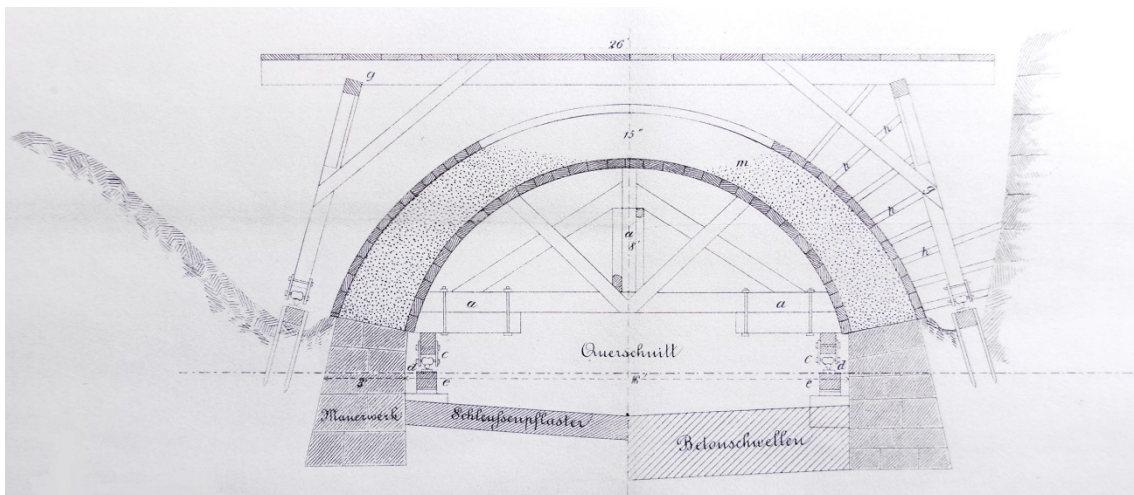 26'
g
15"
m
h
h
g
h
h
a
8'
a
a
Querschnitt
c
c
d
d
e
e
3'
Mauerwerk
Schleussenpflaster
Betonschwellen